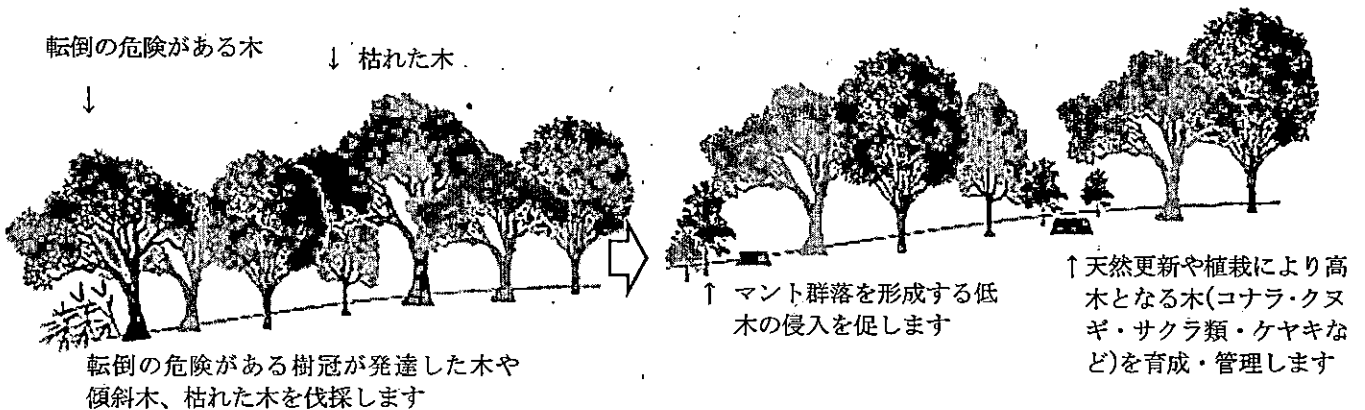 転倒の危険がある木
↓
↓ 枯れた木
転倒の危険がある樹冠が発達した木や
傾斜木、枯れた木を伐採します
↑ マント群落を形成する低
木の侵入を促します
↑天然更新や植栽により高
木となる木(コナラ・クヌ
ギ・サクラ類・ケヤキな
ど)を育成・管理します